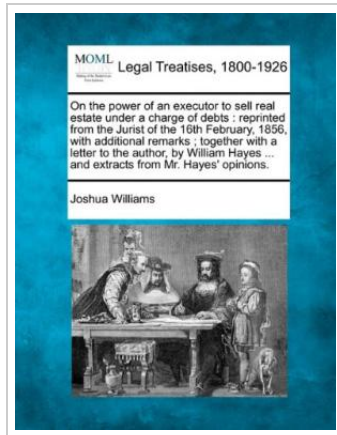 MOML
Legal Treatises, 1800-1926
On the power of an executor to sell real
estate under a charge of debts : reprinted
from the Jurist of the 16th February, 1856,
with additional remarks ; together with a
letter to the author, by William Hayes ...
and extracts from Mr. Hayes' opinions.
Joshua Williams